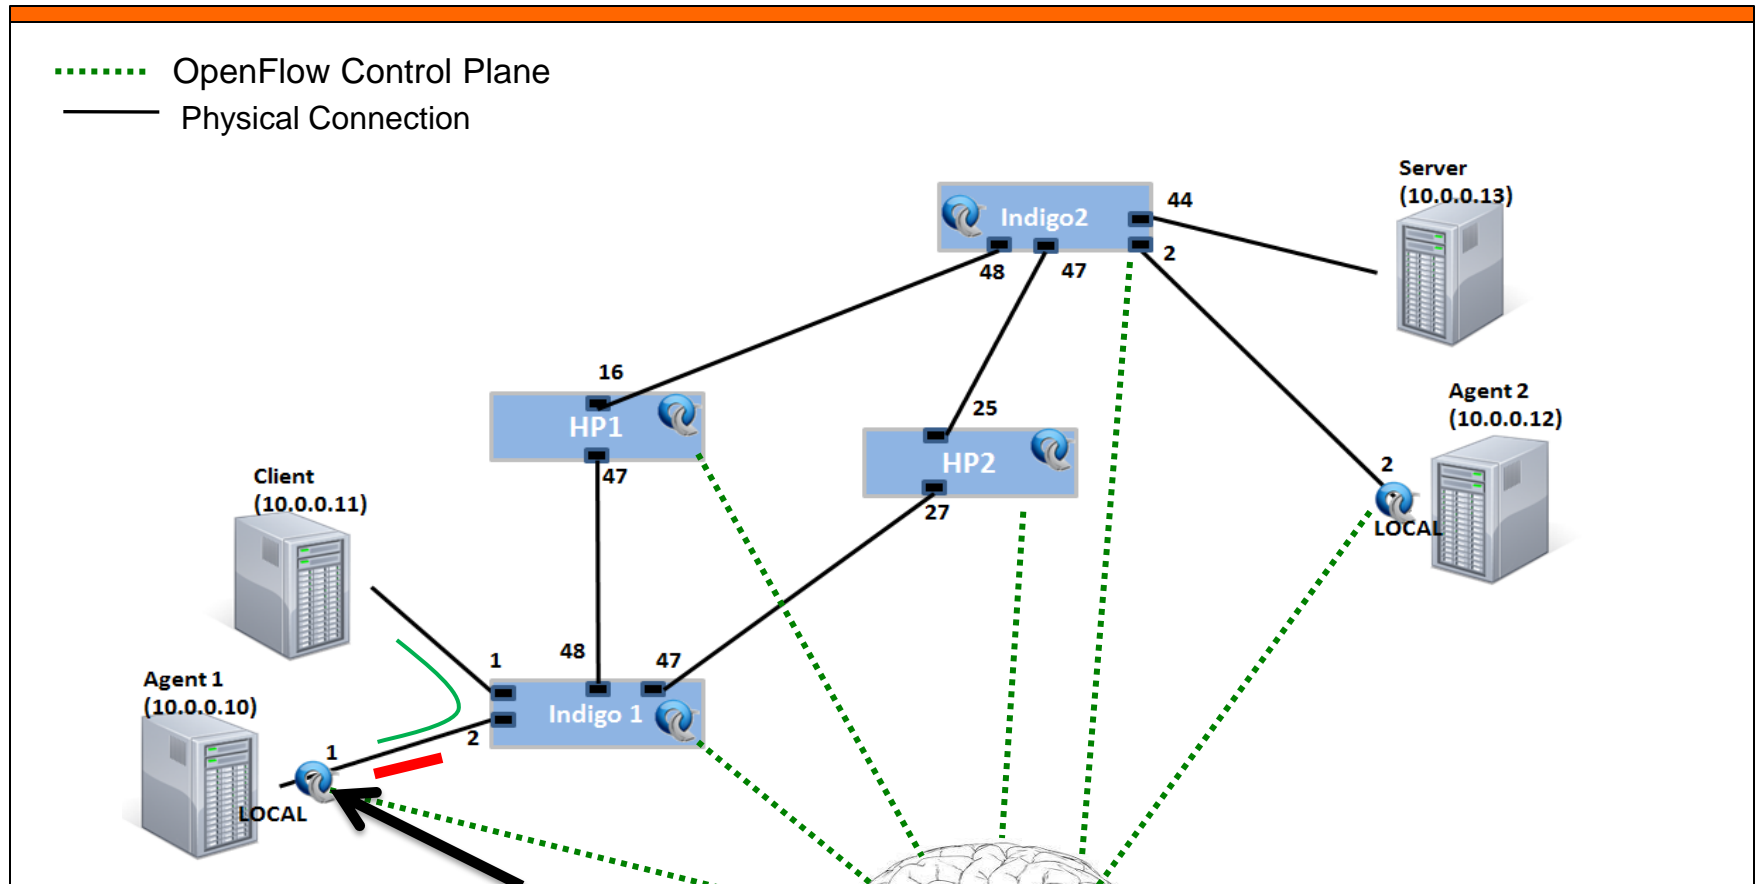 OpenFlow Control Plane
Physical Connection
Server
(10.0.0.13)
44
Indigo2
2
48
47
Agent 2
(10.0.0.12)
16
25
HP1
HP2
2
47
27
LOCAL
Client
(10.0.0.11)
48
47
1
Agent 1
(10.0.0.10)
Indigo 1
2
1
LOCAL